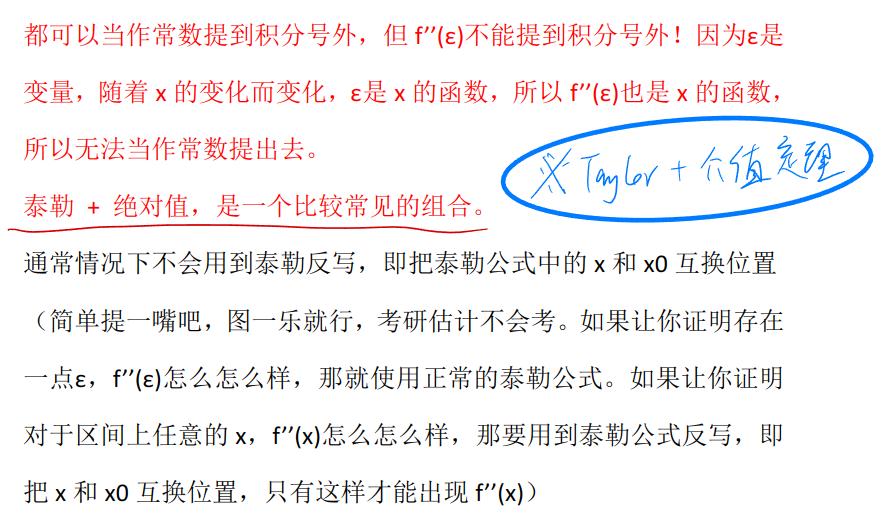 都可以当作常数提到积分号外，但 f’’(ε)不能提到积分号外！因为ε是
变量，随着 x 的变化而变化，ε是 x 的函数，所以 f’’(ε)也是 x 的函数，
所以无法当作常数提出去。
※ Taylor + 介值定理
泰勒 + 绝对值，是一个比较常见的组合。
通常情况下不会用到泰勒反写，即把泰勒公式中的 x 和 x0 互换位置
（简单提一嘴吧，图一乐就行，考研估计不会考。如果让你证明存在
一点ε，f’’(ε)怎么怎么样，那就使用正常的泰勒公式。如果让你证明
对于区间上任意的 x，f’’(x)怎么怎么样，那要用到泰勒公式反写，即
把 x 和 x0 互换位置，只有这样才能出现 f’’(x)）